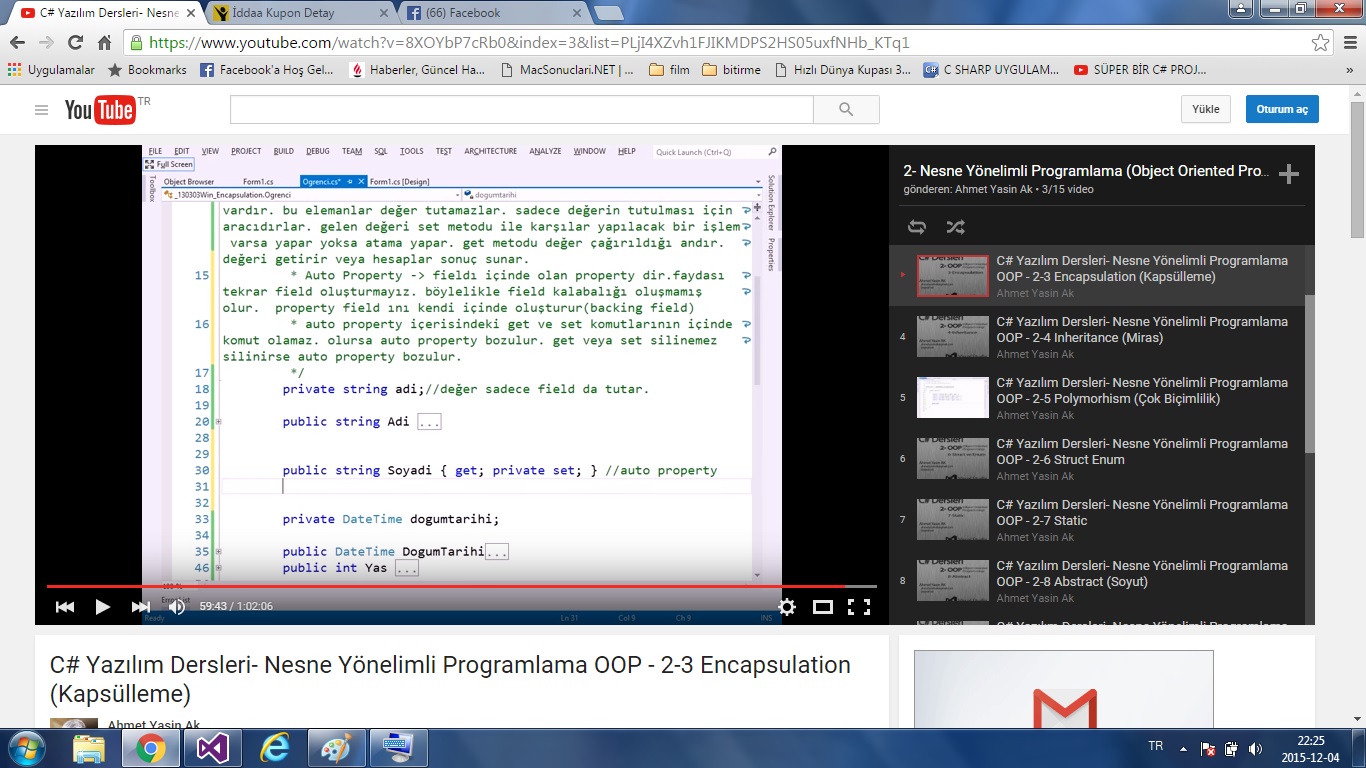 C# Yazılım Dersleri- Nesne
İddaa Kupon Detay
(66) Facebook
https://www.youtube.com/watch?v=8XOYbP7cRb0&index=3&list=PLjI4XZvh1FJIKMDPS2HS05uxfNHb_KTq1
Uygulamalar
Bookmarks
Facebook'a Hoş Gel...
Haberler, Güncel Ha...
MacSonuclari.NET | ...
film
bitirme
Hızlı Dünya Kupası 3...
C SHARP UYGULAM...
SÜPER BİR C# PROJ...
»
YouTube TR
Yükle
Oturum aç
FILE EDIT VIEW PROJECT BUILD DEBUG TEAM SQL TOOLS TEST ARCHITECTURE ANALYZE WINDOW HELP Quick Launch (Ctrl+Q)
Full Screen
Toolbox
Object Browser Form1.cs Ogrenci.cs* Form1.cs [Design]
_130303Win_Encapsulation.Ogrenci dogumtarihi
Solution Explorer
Properties
vardır. bu elemanlar değer tutamazlar. sadece değerin tutulması için
aracıdırlar. gelen değeri set metodu ile karşılar yapılacak bir işlem
varsa yapar yoksa atama yapar. get metodu değer çağırıldığı andır.
değeri getirir veya hesaplar sonuç sunar.
15 * Auto Property -> fieldı içinde olan property dir.faydası
tekrar field oluşturmayız. böylelikle field kalabalığı oluşmamış
olur. property field ını kendi içinde oluşturur(backing field)
16 * auto property içerisindeki get ve set komutlarının içinde
komut olamaz. olursa auto property bozulur. get veya set silinemez
silinirse auto property bozulur.
17 */
18 private string adi;//değer sadece field da tutar.
19
20 public string Adi ...
28
29
30 public string Soyadi { get; private set; } //auto property
31
32
33 private DateTime dogumtarihi;
34
35 public DateTime DogumTarihi...
46 public int Yas ...
59:43 / 1:02:06
Ready Ln 31 Col 9 Ch 9 INS
2- Nesne Yönelimli Programlama (Object Oriented Pro...
gönderen: Ahmet Yasin Ak • 3/15 video
C# Yazılım Dersleri- Nesne Yönelimli Programlama
OOP - 2-3 Encapsulation (Kapsülleme)
Ahmet Yasin Ak
4
C# Yazılım Dersleri- Nesne Yönelimli Programlama
OOP - 2-4 Inheritance (Miras)
Ahmet Yasin Ak
5
C# Yazılım Dersleri- Nesne Yönelimli Programlama
OOP - 2-5 Polymorhism (Çok Biçimlilik)
Ahmet Yasin Ak
6
C# Yazılım Dersleri- Nesne Yönelimli Programlama
OOP - 2-6 Struct Enum
Ahmet Yasin Ak
7
C# Yazılım Dersleri- Nesne Yönelimli Programlama
OOP - 2-7 Static
Ahmet Yasin Ak
8
C# Yazılım Dersleri- Nesne Yönelimli Programlama
OOP - 2-8 Abstract (Soyut)
Ahmet Yasin Ak
C# Yazılım Dersleri- Nesne Yönelimli Programlama
C# Yazılım Dersleri- Nesne Yönelimli Programlama OOP - 2-3 Encapsulation
(Kapsülleme)
Ahmet Yasin Ak
TR
22:25
2015-12-04